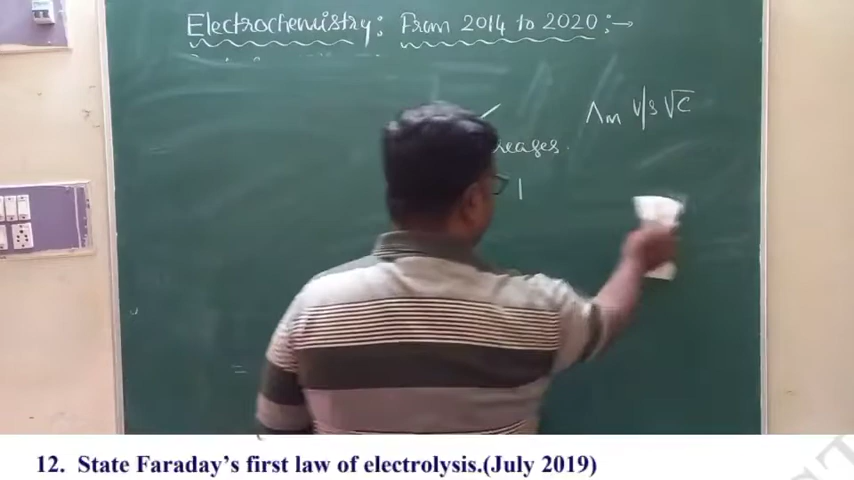 Electrochemistry: From 2014 to 2020 :→
Λm v/s √C
reases.
12. State Faraday's first law of electrolysis.(July 2019)